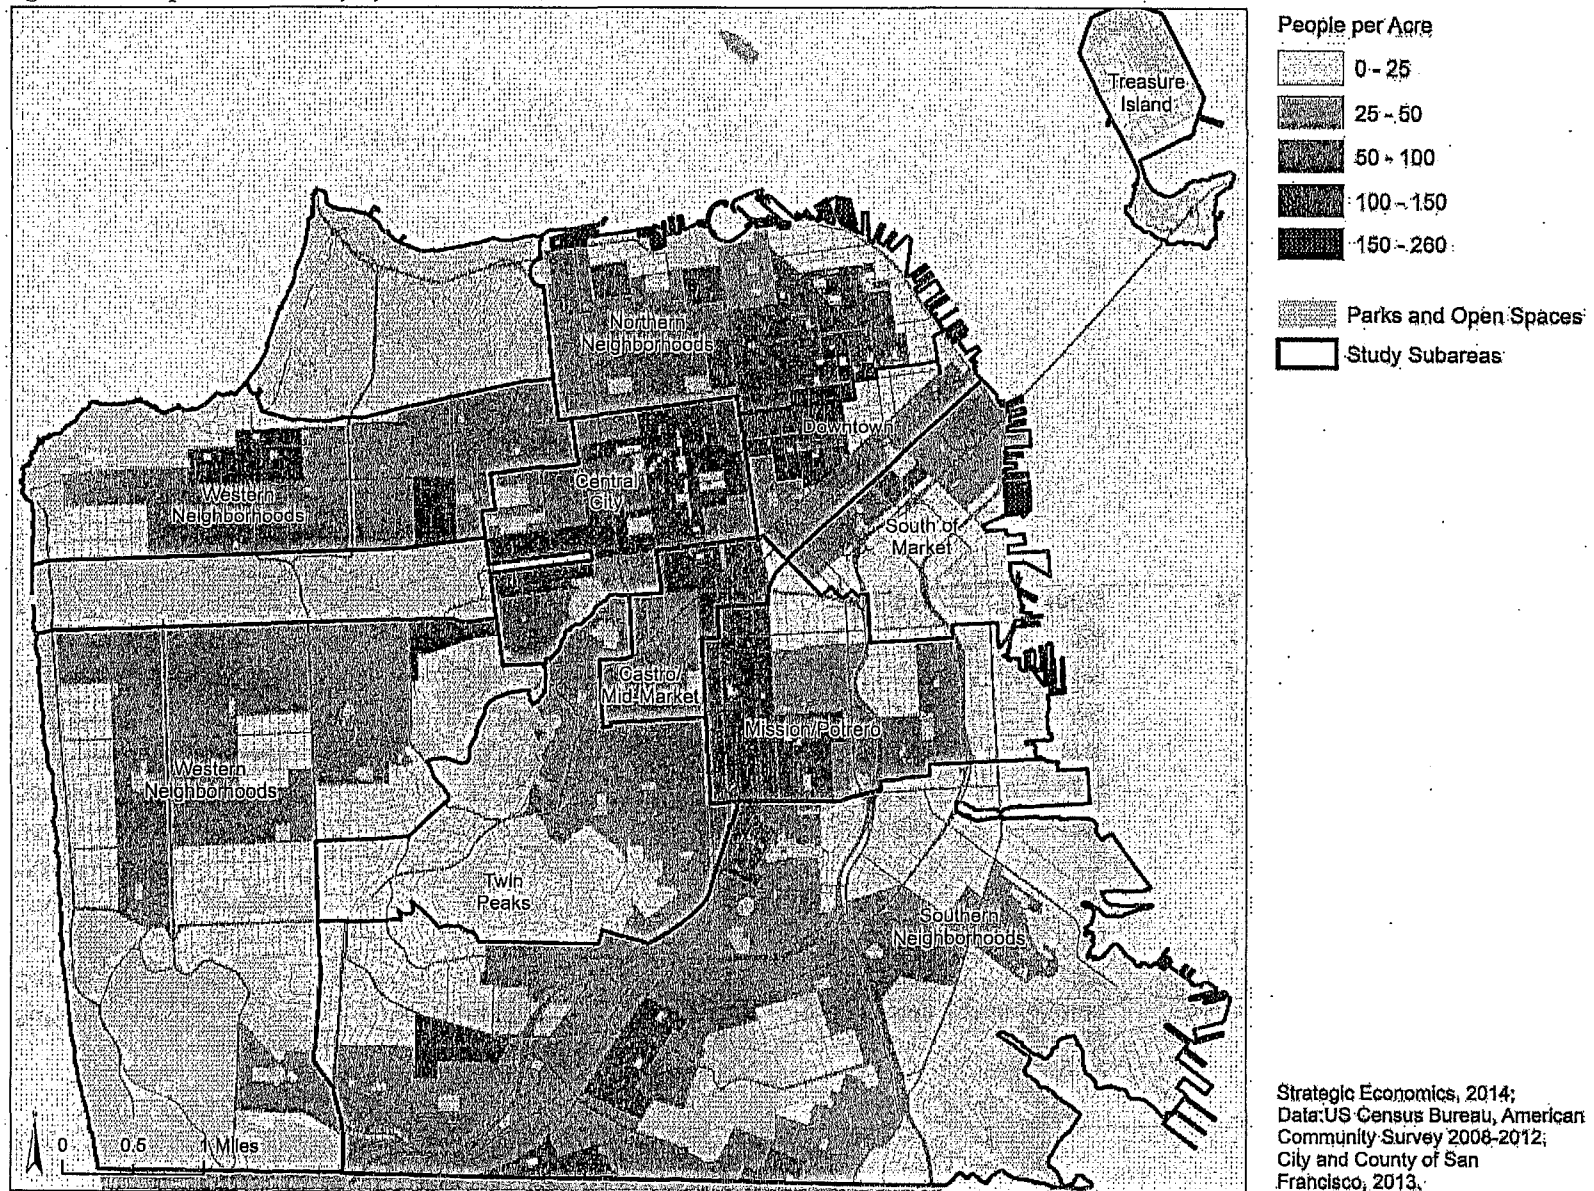 People per Acre
0 - 25
25 - 50
50 - 100
100 - 150
150 - 260
Parks and Open Spaces
Study Subareas
Treasure
Island
Northern
Neighborhoods
Downtown
Central
City
Western
Neighborhoods
South of
Market
Castro/
Mid-Market
Mission/Potrero
Western
Neighborhoods
Twin
Peaks
Southern
Neighborhoods
0 0.5 1 Miles
Strategic Economics, 2014;
Data:US Census Bureau, American
Community Survey 2008-2012;
City and County of San
Francisco, 2013.